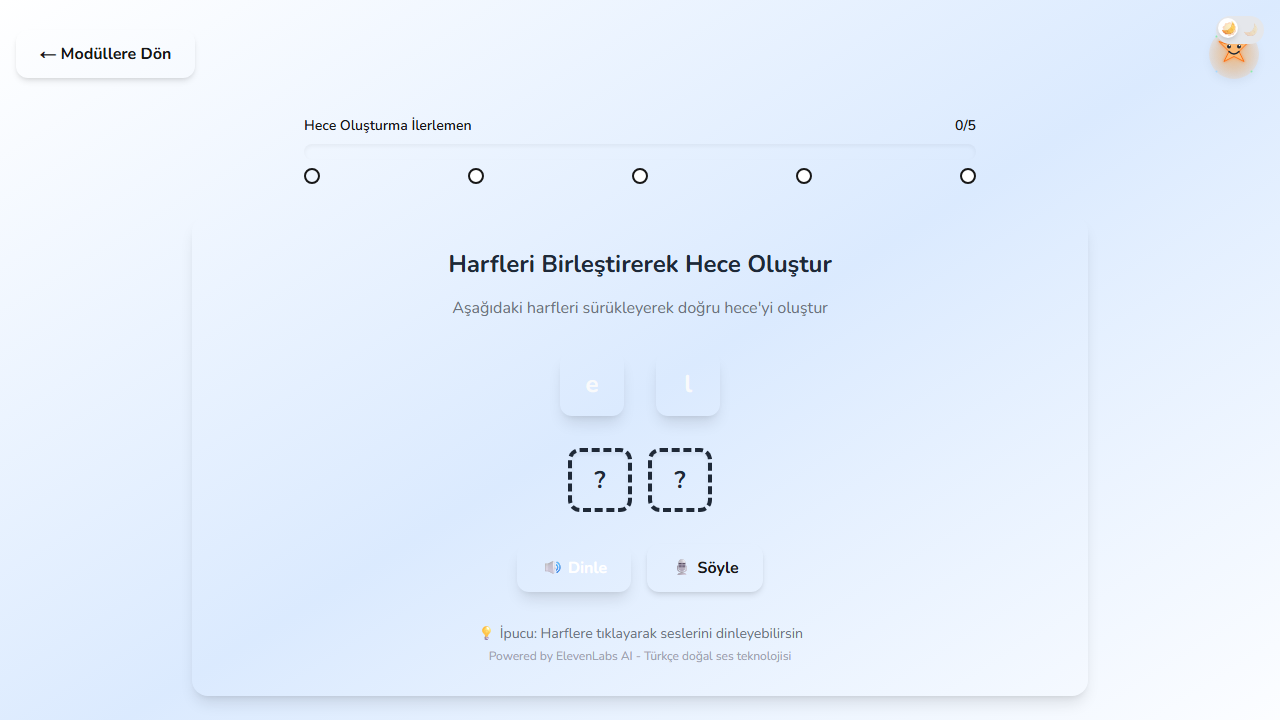 ← Modüllere Dön
Hece Oluşturma İlerlemen 0/5
Harfleri Birleştirerek Hece Oluştur
Aşağıdaki harfleri sürükleyerek doğru hece'yi oluştur
e l
? ?
Dinle Söyle
İpucu: Harflere tıklayarak seslerini dinleyebilirsin
Powered by ElevenLabs AI - Türkçe doğal ses teknolojisi